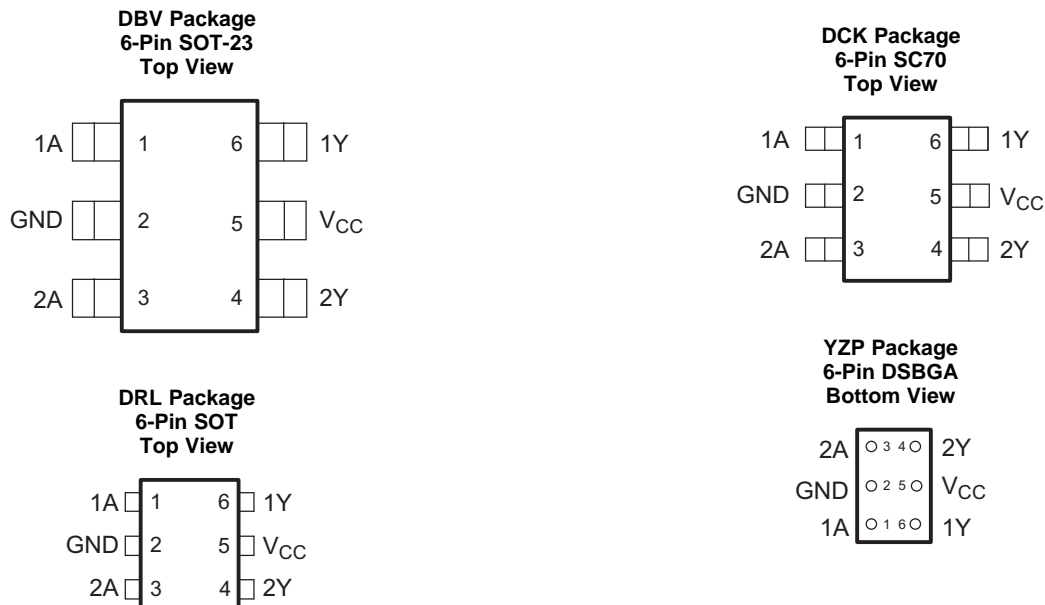 DBV Package
6-Pin SOT-23
Top View
1A 1 6 1Y
GND 2 5 VCC
2A 3 4 2Y
DCK Package
6-Pin SC70
Top View
1A 1 6 1Y
GND 2 5 VCC
2A 3 4 2Y
DRL Package
6-Pin SOT
Top View
1A 1 6 1Y
GND 2 5 VCC
2A 3 4 2Y
YZP Package
6-Pin DSBGA
Bottom View
2A 3 4 2Y
GND 2 5 VCC
1A 1 6 1Y